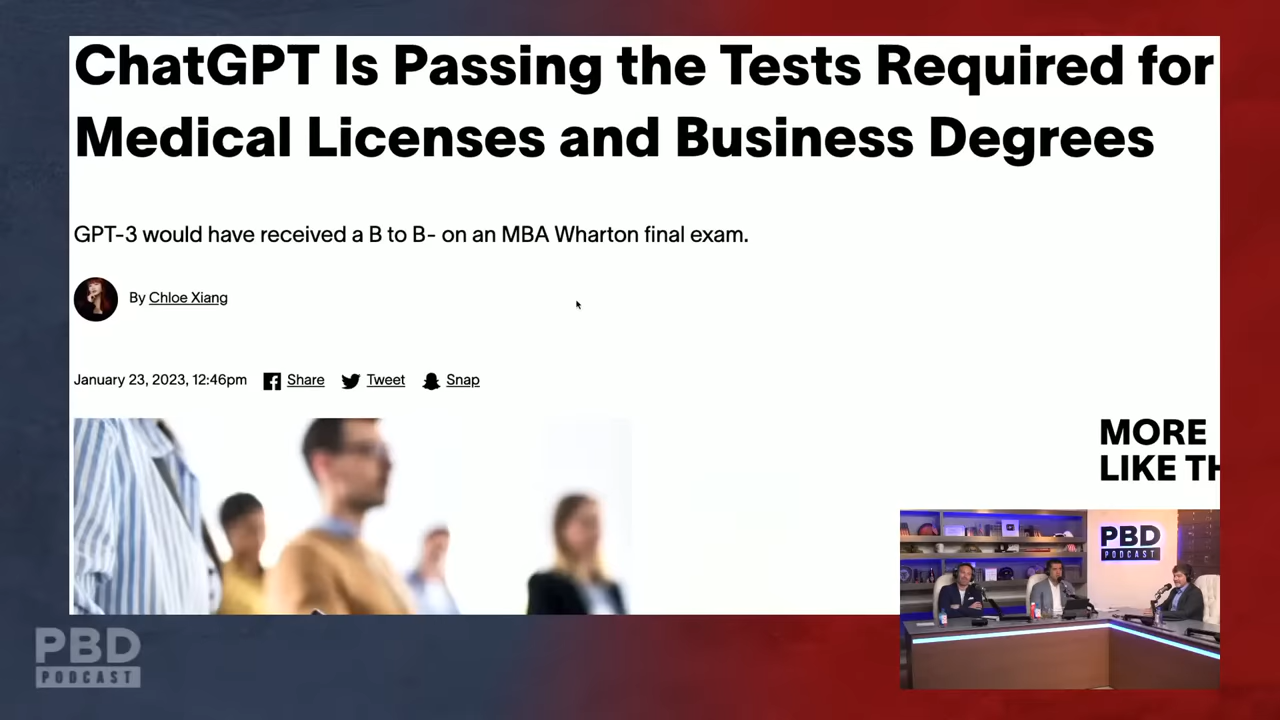 ChatGPT Is Passing the Tests Required for
Medical Licenses and Business Degrees
GPT-3 would have received a B to B- on an MBA Wharton final exam.
By Chloe Xiang
January 23, 2023, 12:46pm Share Tweet Snap
MORE
LIKE TH
PBD
PODCAST
PBD
PODCAST